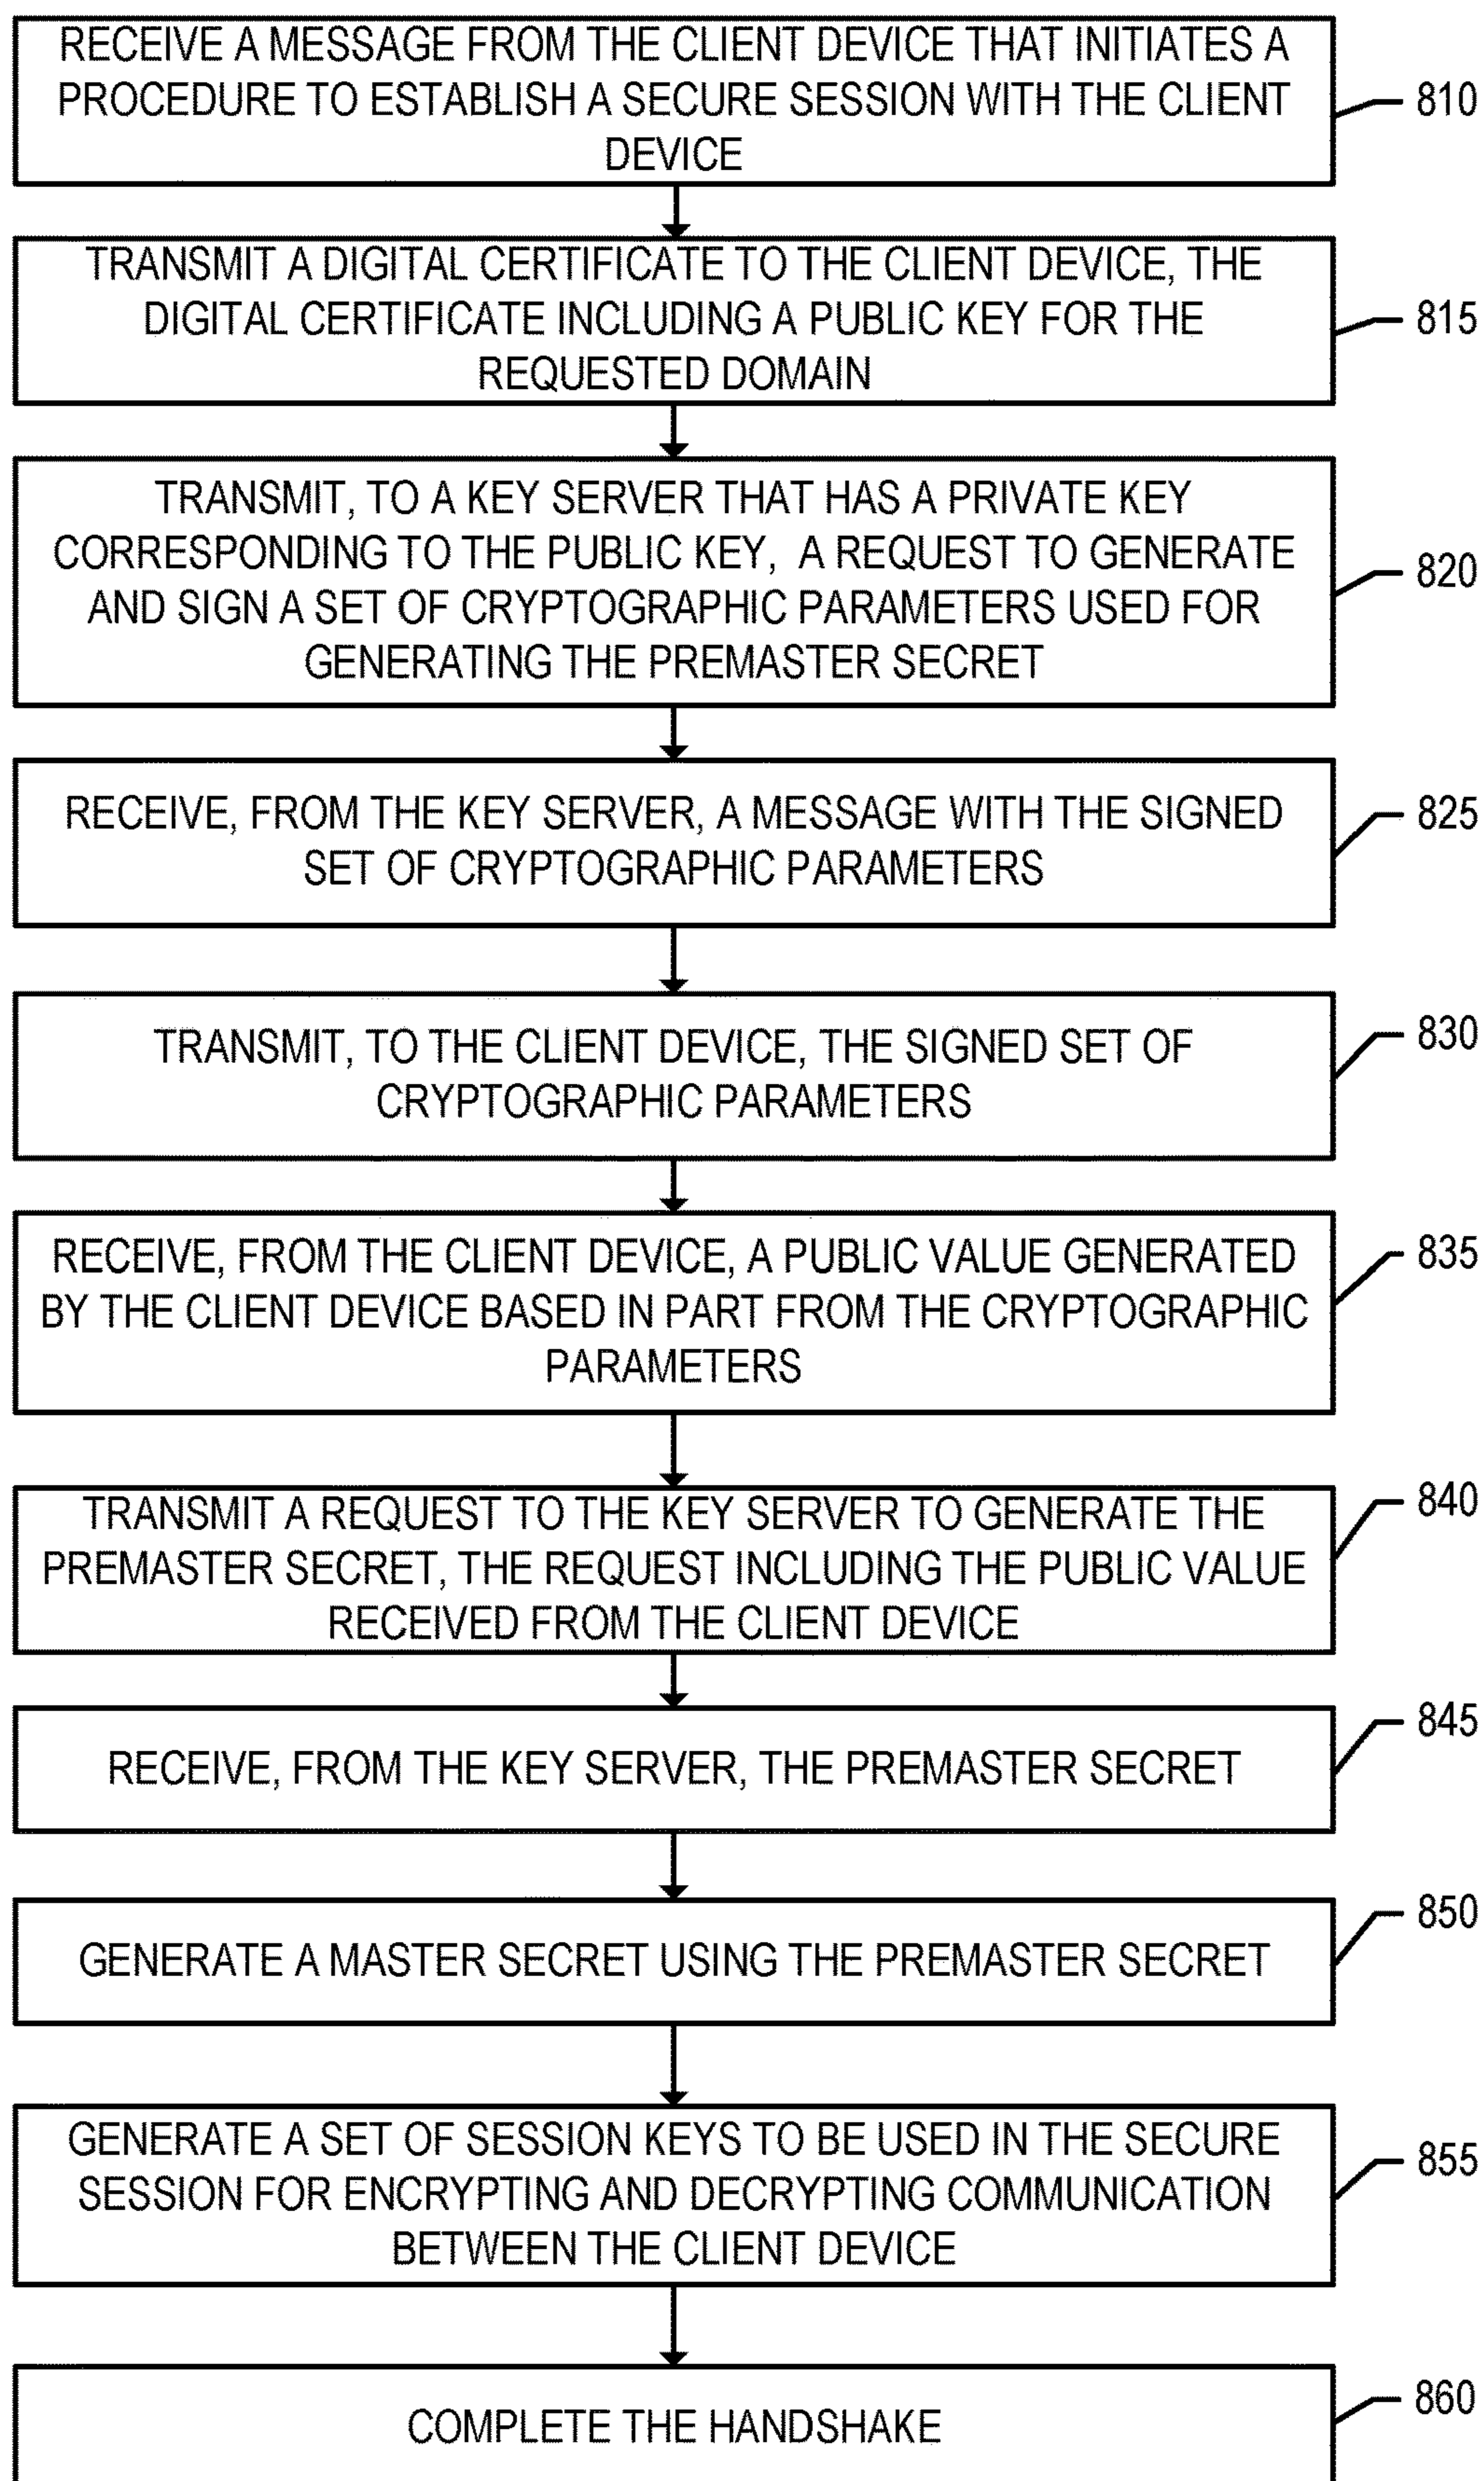 RECEIVE A MESSAGE FROM THE CLIENT DEVICE THAT INITIATES A
PROCEDURE TO ESTABLISH A SECURE SESSION WITH THE CLIENT
DEVICE
810
TRANSMIT A DIGITAL CERTIFICATE TO THE CLIENT DEVICE, THE
DIGITAL CERTIFICATE INCLUDING A PUBLIC KEY FOR THE
REQUESTED DOMAIN
815
TRANSMIT, TO A KEY SERVER THAT HAS A PRIVATE KEY
CORRESPONDING TO THE PUBLIC KEY, A REQUEST TO GENERATE
AND SIGN A SET OF CRYPTOGRAPHIC PARAMETERS USED FOR
GENERATING THE PREMASTER SECRET
820
RECEIVE, FROM THE KEY SERVER, A MESSAGE WITH THE SIGNED
SET OF CRYPTOGRAPHIC PARAMETERS
825
TRANSMIT, TO THE CLIENT DEVICE, THE SIGNED SET OF
CRYPTOGRAPHIC PARAMETERS
830
RECEIVE, FROM THE CLIENT DEVICE, A PUBLIC VALUE GENERATED
BY THE CLIENT DEVICE BASED IN PART FROM THE CRYPTOGRAPHIC
PARAMETERS
835
TRANSMIT A REQUEST TO THE KEY SERVER TO GENERATE THE
PREMASTER SECRET, THE REQUEST INCLUDING THE PUBLIC VALUE
RECEIVED FROM THE CLIENT DEVICE
840
RECEIVE, FROM THE KEY SERVER, THE PREMASTER SECRET
845
GENERATE A MASTER SECRET USING THE PREMASTER SECRET
850
GENERATE A SET OF SESSION KEYS TO BE USED IN THE SECURE
SESSION FOR ENCRYPTING AND DECRYPTING COMMUNICATION
BETWEEN THE CLIENT DEVICE
855
COMPLETE THE HANDSHAKE
860